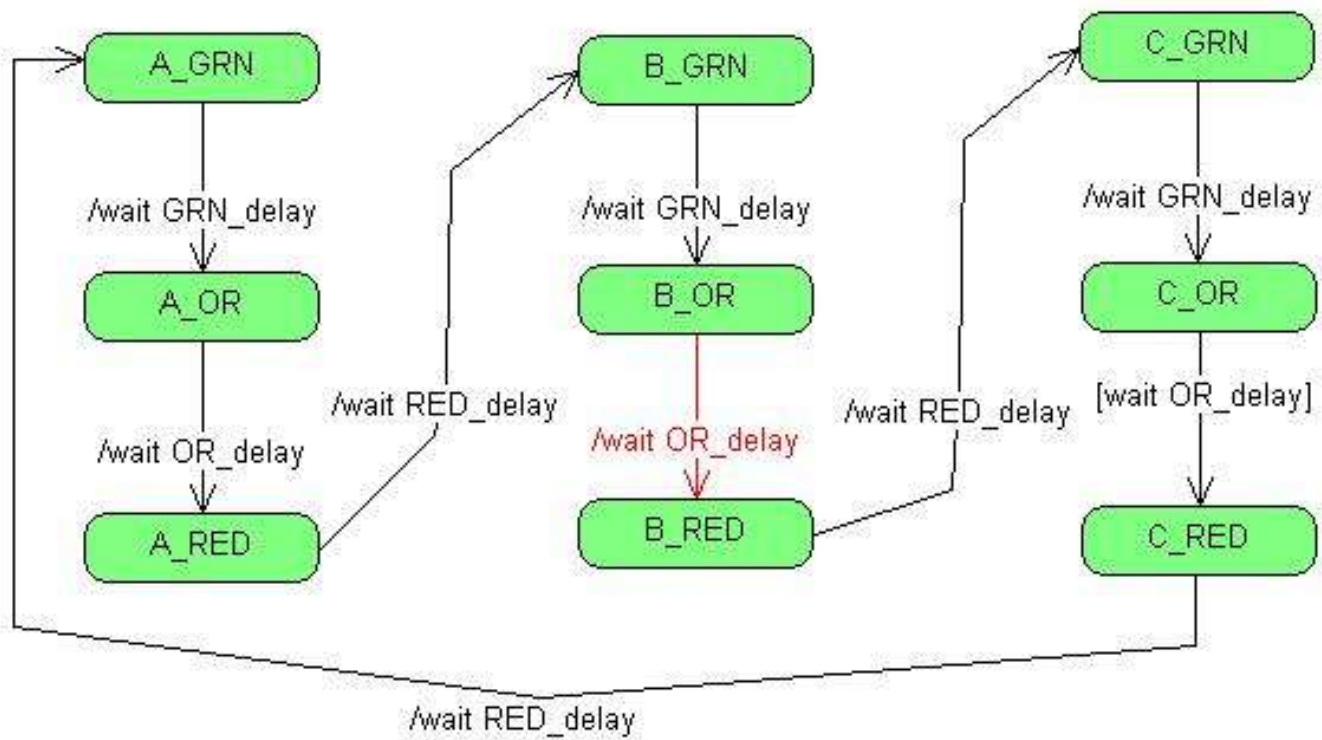 A_GRN
B_GRN
C_GRN
/wait GRN_delay
/wait GRN_delay
/wait GRN_delay
A_OR
B_OR
C_OR
/wait RED_delay
/wait RED_delay
[wait OR_delay]
/wait OR_delay
/wait OR_delay
A_RED
B_RED
C_RED
/wait RED_delay